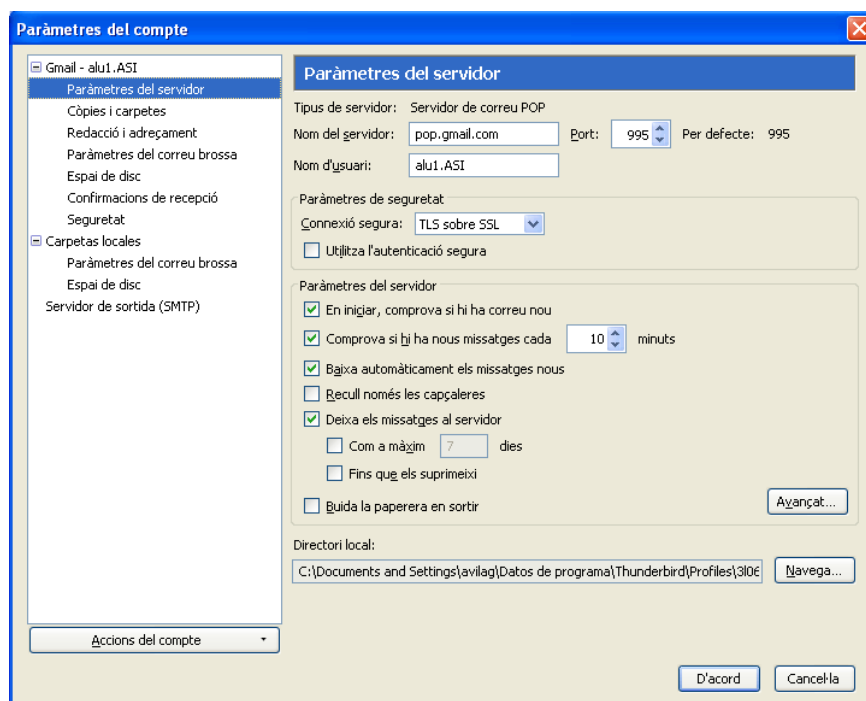 Paràmetres del compte
Gmail - alu1.ASI
Paràmetres del servidor
Còpies i carpetes
Redacció i adreçament
Paràmetres del correu brossa
Espai de disc
Confirmacions de recepció
Seguretat
Carpetas locales
Paràmetres del correu brossa
Espai de disc
Servidor de sortida (SMTP)
Accions del compte
Paràmetres del servidor
Tipus de servidor: Servidor de correu POP
Nom del servidor: pop.gmail.com Port: 995 Per defecte: 995
Nom d'usuari: alu1.ASI
Paràmetres de seguretat
Connexió segura: TLS sobre SSL
Utilitza l'autenticació segura
Paràmetres del servidor
En iniciar, comprova si hi ha correu nou
Comprova si hi ha nous missatges cada 10 minuts
Baixa automàticament els missatges nous
Recull només les capçaleres
Deixa els missatges al servidor
Com a màxim 7 dies
Fins que els suprimeixi
Buida la paperera en sortir
Avançat...
Directori local:
C:\Documents and Settings\avilag\Datos de programa\Thunderbird\Profiles\3l06 Navega...
D'acord Cancel·la